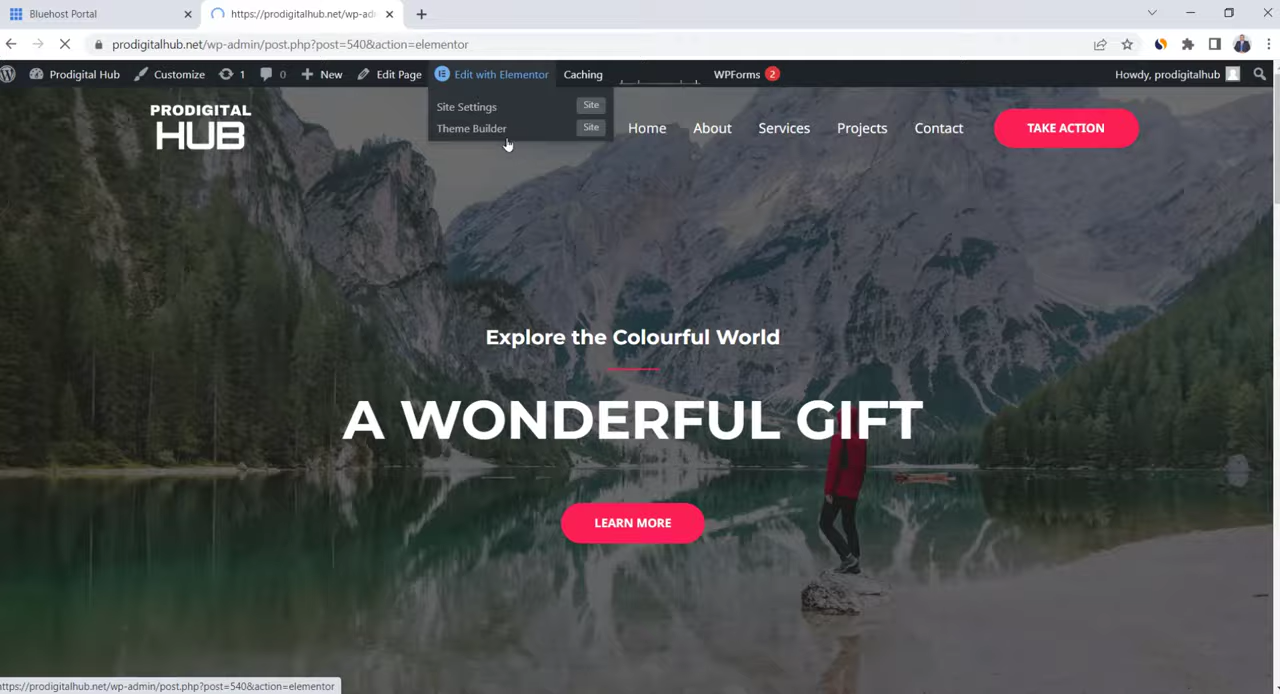 Bluehost Portal
https://prodigitalhub.net/wp-adm
prodigitalhub.net/wp-admin/post.php?post=540&action=elementor
Prodigital Hub Customize 1 0 New Edit Page Edit with Elementor Caching WPForms 2 Howdy, prodigitalhub
Site Settings Site
Theme Builder Site
PRODIGITAL
HUB
Home About Services Projects Contact TAKE ACTION
Explore the Colourful World
A WONDERFUL GIFT
LEARN MORE
https://prodigitalhub.net/wp-admin/post.php?post=540&action=elementor